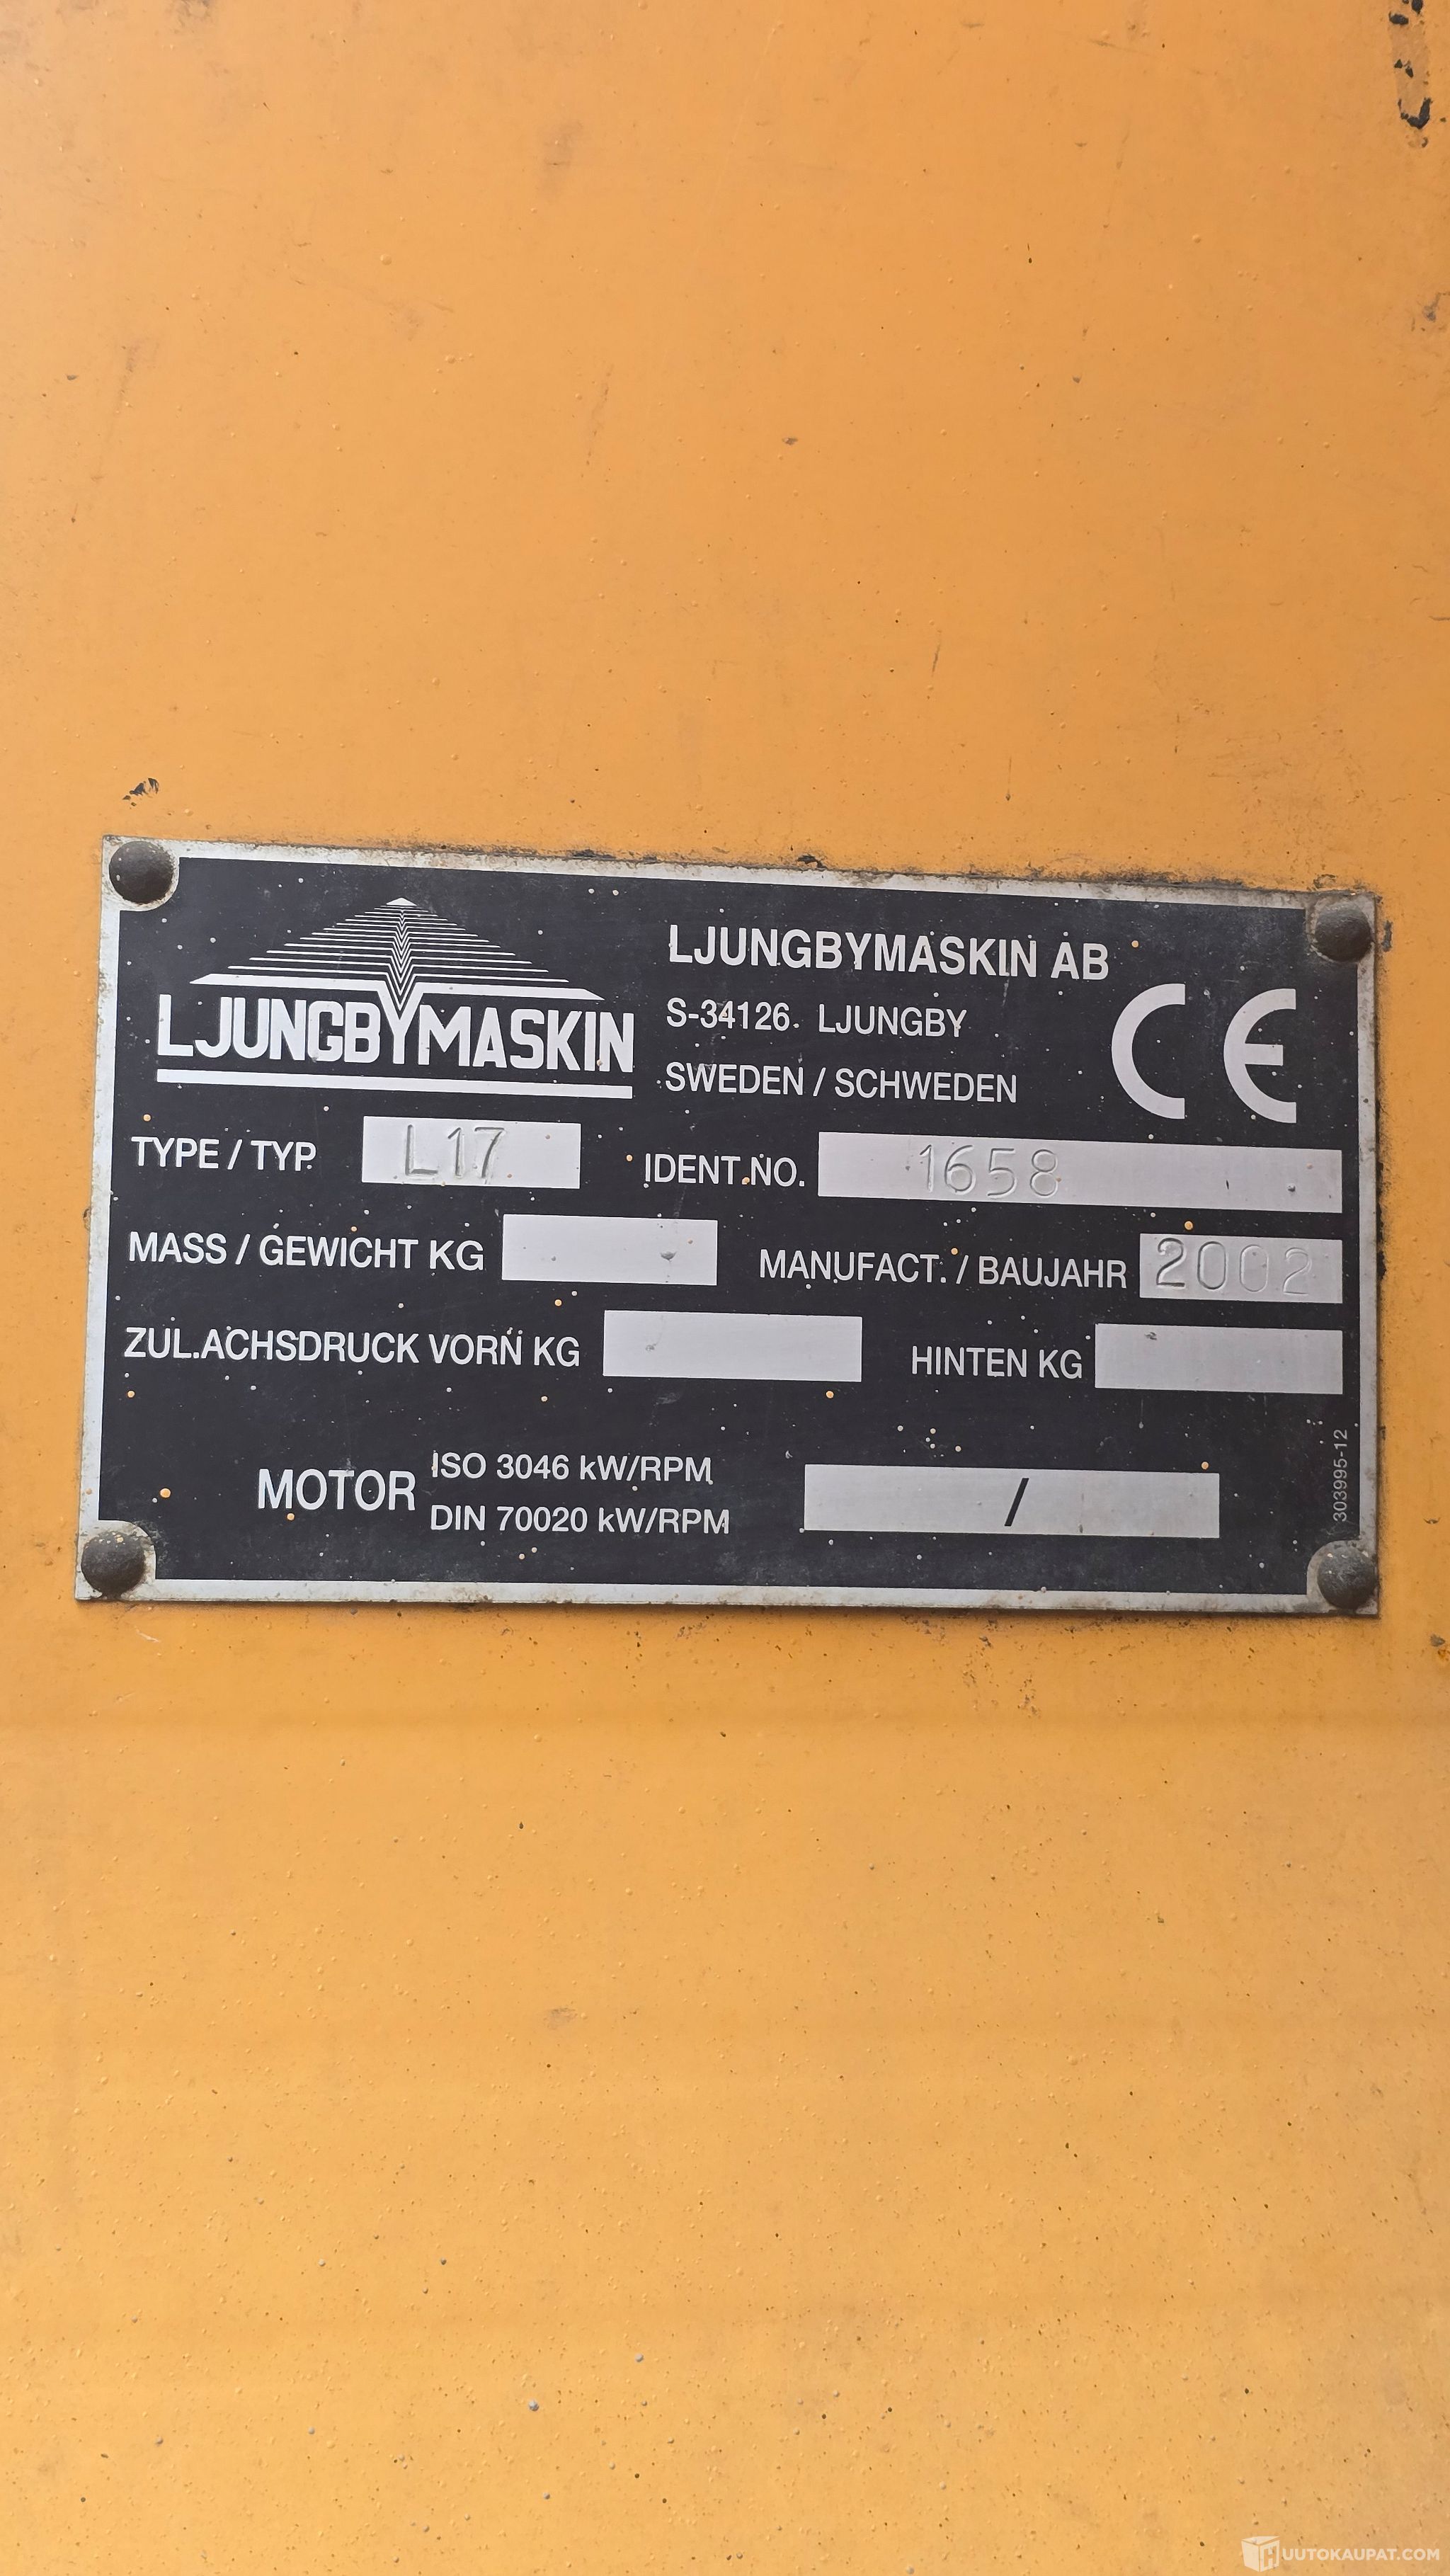 LJUNGBYMASKIN
LJUNGBYMASKIN AB
S-34126. LJUNGBY
SWEDEN / SCHWEDEN
CE
TYPE / TYP. L17 IDENT.NO. 1658
MASS / GEWICHT KG MANUFACT. / BAUJAHR 2002
ZUL.ACHSDRUCK VORN KG HINTEN KG
MOTOR ISO 3046 kW/RPM
DIN 70020 kW/RPM /
303995-12
HUUTOKAUPAT.COM